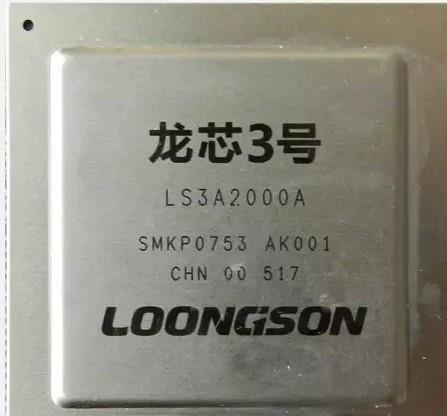 龙芯3号
LS3A2000A
SMKP0753 AK001
CHN 00 517
LOONGSON